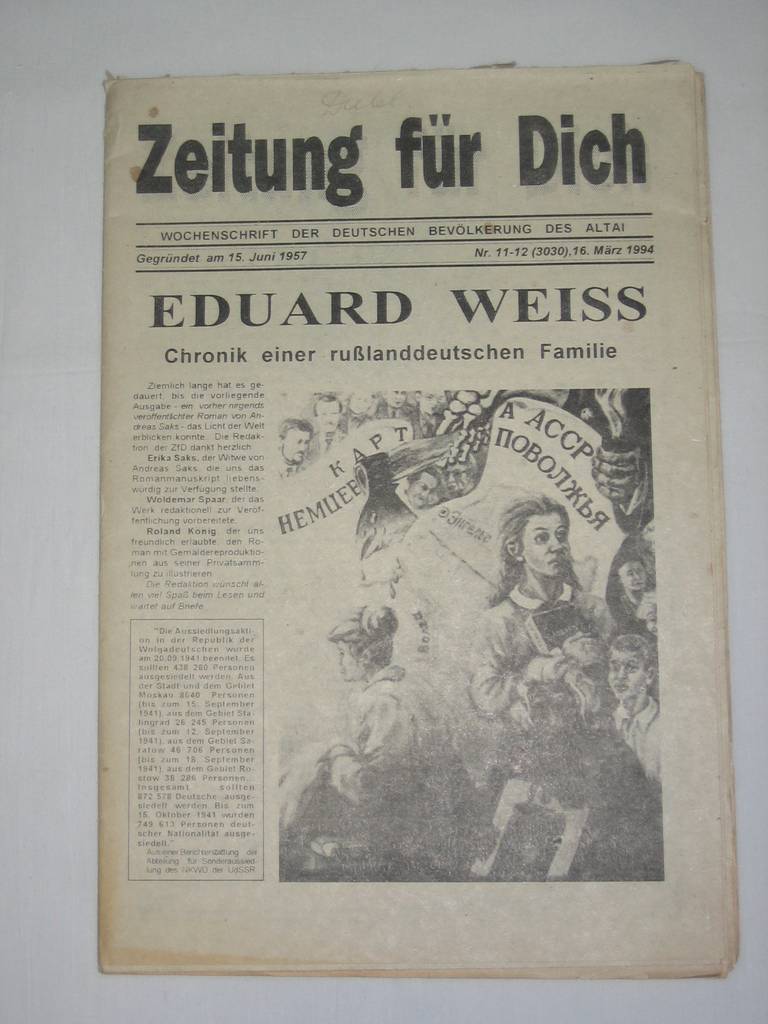 Zeitung für Dich
WOCHENSCHRIFT DER DEUTSCHEN BEVÖLKERUNG DES ALTAI
Gegründet am 15. Juni 1957
Nr. 11-12 (3030), 16. März 1994
EDUARD WEISS
Chronik einer rußlanddeutschen Familie
Ziemlich lange hat es ge-
dauert, bis die vorliegende
Ausgabe - ein vorher nirgends
veröffentlichter Roman von An-
dreas Saks - das Licht der Welt
erblicken konnte. Die Redak-
tion der ZfD dankt herzlich
Erika Saks, der Witwe von
Andreas Saks, die uns das
Romanmanuskript liebens-
würdig zur Verfügung stellte.
Woldemar Spaar, der das
Werk redaktionell zur Veröf-
fentlichung vorbereitete.
Roland König, der uns
freundlich erlaubte, den Ro-
man mit Gemäldereproduktio-
nen aus seiner Privatsamm-
lung zu illustrieren.
Die Redaktion wünscht al-
len viel Spaß beim Lesen und
wartet auf Briefe.
"Die Aussiedlungsakti-
on in der Republik der
Wolgadeutschen wurde
am 20.09.1941 beendet. Es
sollten 438 280 Personen
ausgesiedelt werden. Aus
der Stadt und dem Gebiet
Moskau 8640 Personen
(bis zum 15. September
1941), aus dem Gebiet Sta-
lingrad 26 245 Personen
(bis zum 12. September
1941), aus dem Gebiet Sa-
ratow 46 706 Personen
(bis zum 18. September
1941), aus dem Gebiet Ro-
stow 38 286 Personen...
Insgesamt sollten
872 578 Deutsche ausge-
siedelt werden. Bis zum
15. Oktober 1941 wurden
749 613 Personen deut-
scher Nationalität ausge-
siedelt."
Aus einer Berichterstattung der
Abteilung für Sonderaussied-
lung des NKWD der UdSSR
КАРТ
А АССР
НЕМЦЕВ
ПОВОЛЖЬЯ